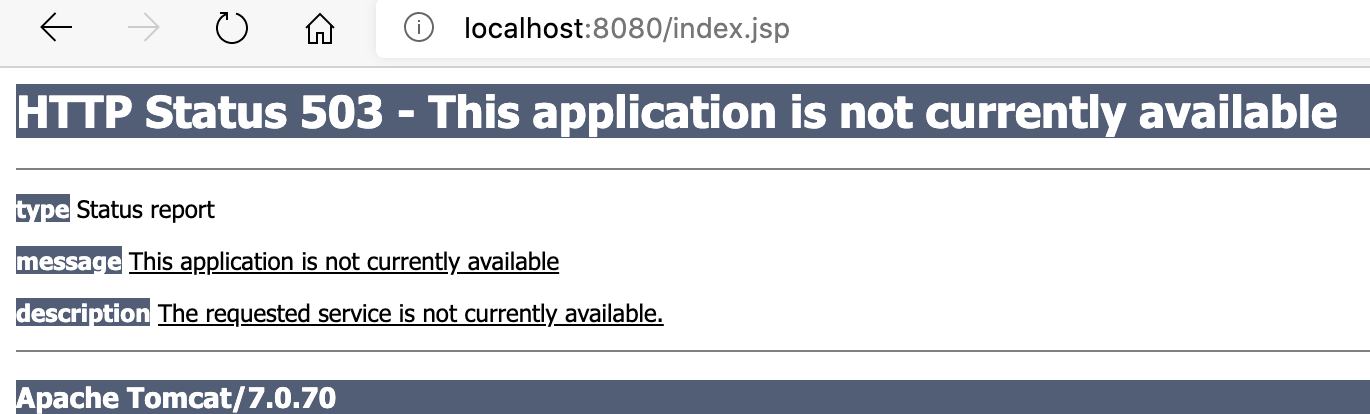 localhost:8080/index.jsp
HTTP Status 503 - This application is not currently available
type Status report
message This application is not currently available
description The requested service is not currently available.
Apache Tomcat/7.0.70